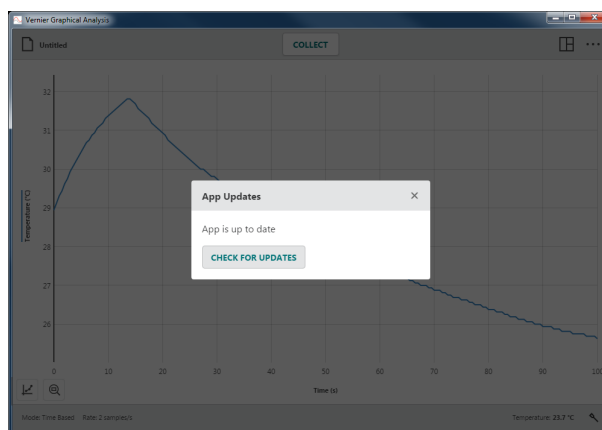 Vernier Graphical Analysis
Untitled
COLLECT
32
31
30
29
28
27
26
Temperature (°C)
App Updates
App is up to date
CHECK FOR UPDATES
0 10 20 30 40 50 60 70 80 90 100
Time (s)
Mode: Time Based Rate: 2 samples/s
Temperature: 23.7 °C